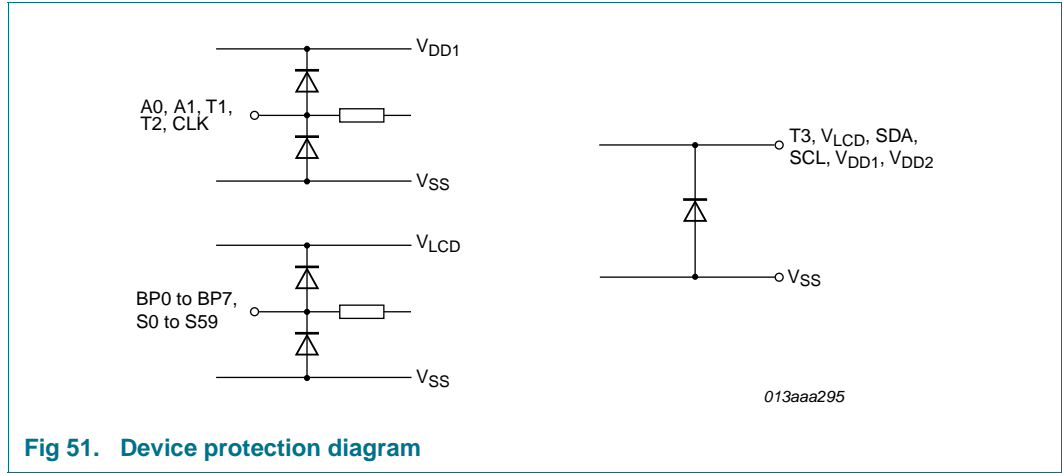 VDD1
A0, A1, T1,
T2, CLK
VSS
VLCD
BP0 to BP7,
S0 to S59
VSS
T3, VLCD, SDA,
SCL, VDD1, VDD2
VSS
013aaa295
Fig 51. Device protection diagram